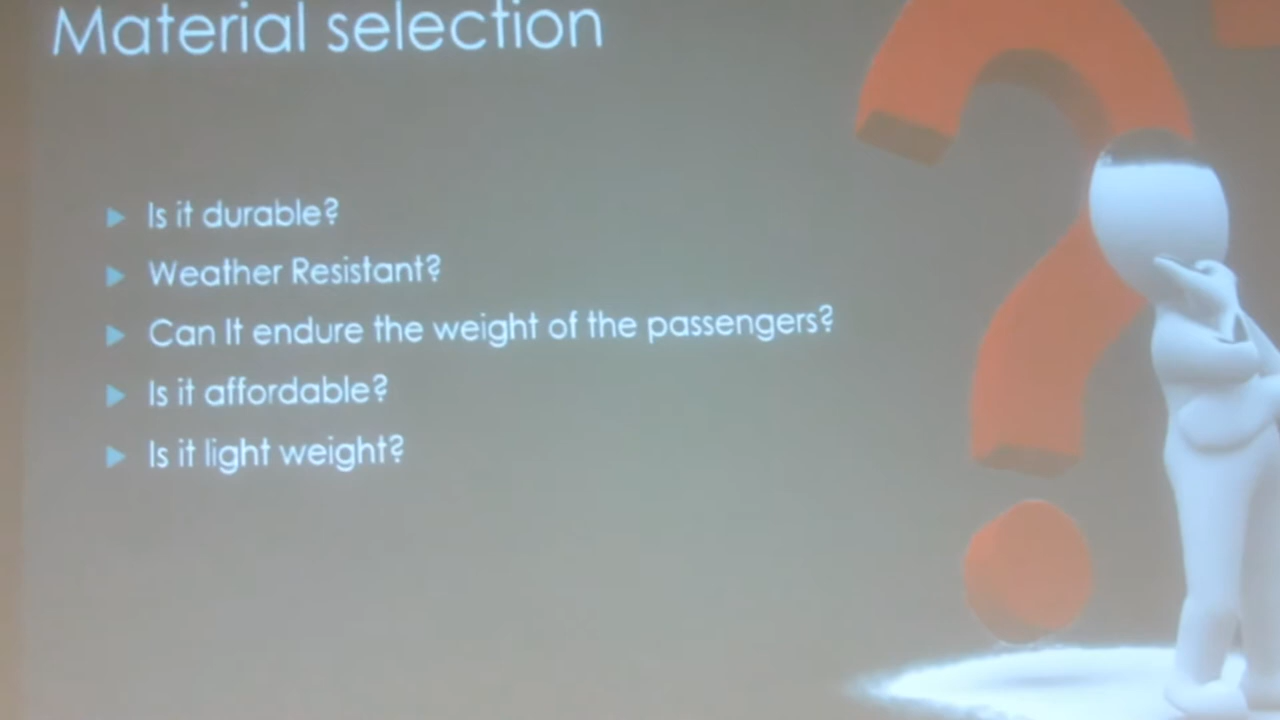 Material selection
Is it durable?
Weather Resistant?
Can It endure the weight of the passengers?
Is it affordable?
Is it light weight?